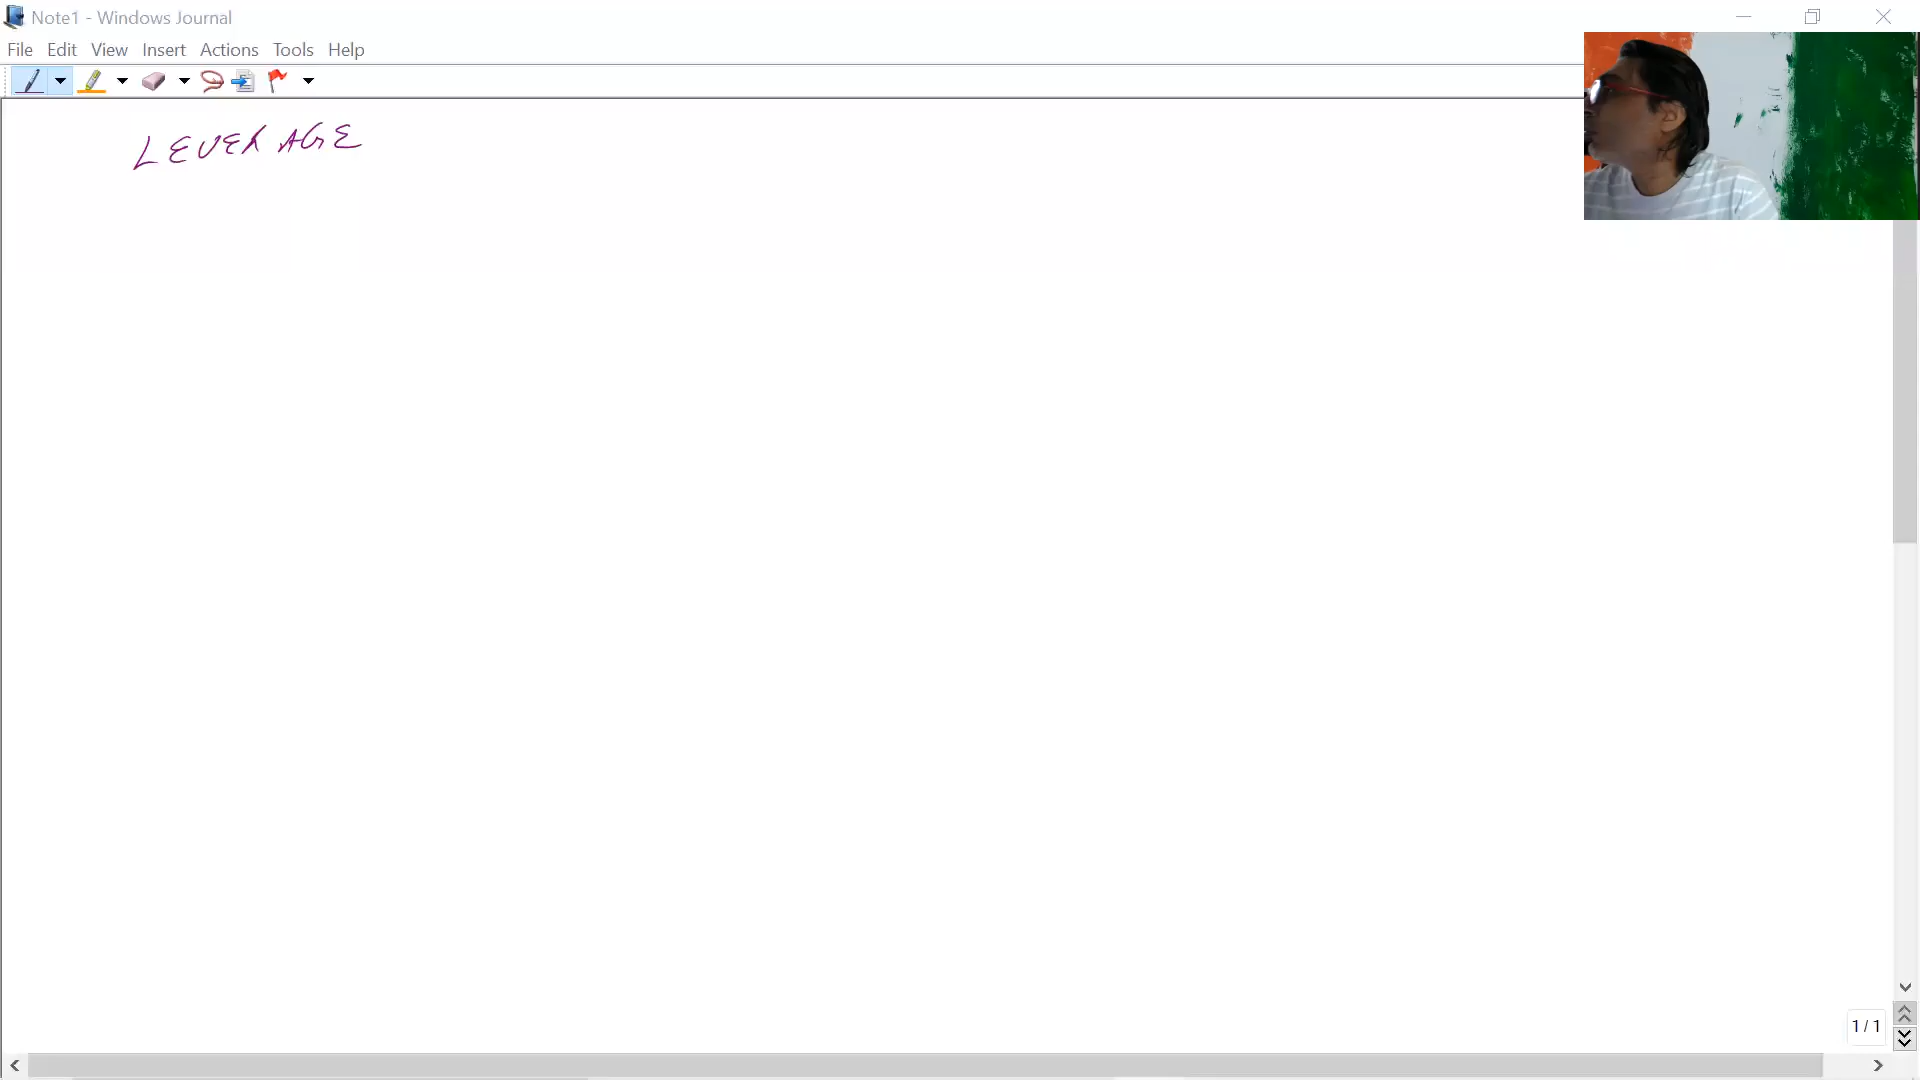 Note1 - Windows Journal
File Edit View Insert Actions Tools Help
LEVERAGE
1 / 1